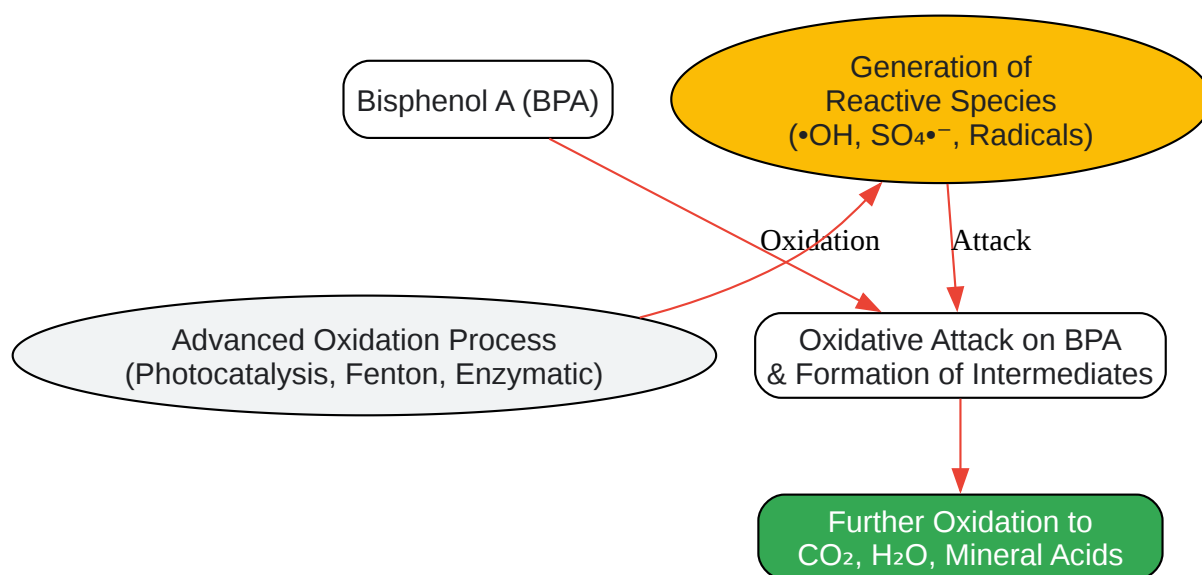 Bisphenol A (BPA)
Generation of
Reactive Species
(•OH, SO₄•⁻, Radicals)
Oxidation
Attack
Advanced Oxidation Process
(Photocatalysis, Fenton, Enzymatic)
Oxidative Attack on BPA
& Formation of Intermediates
Further Oxidation to
CO₂, H₂O, Mineral Acids